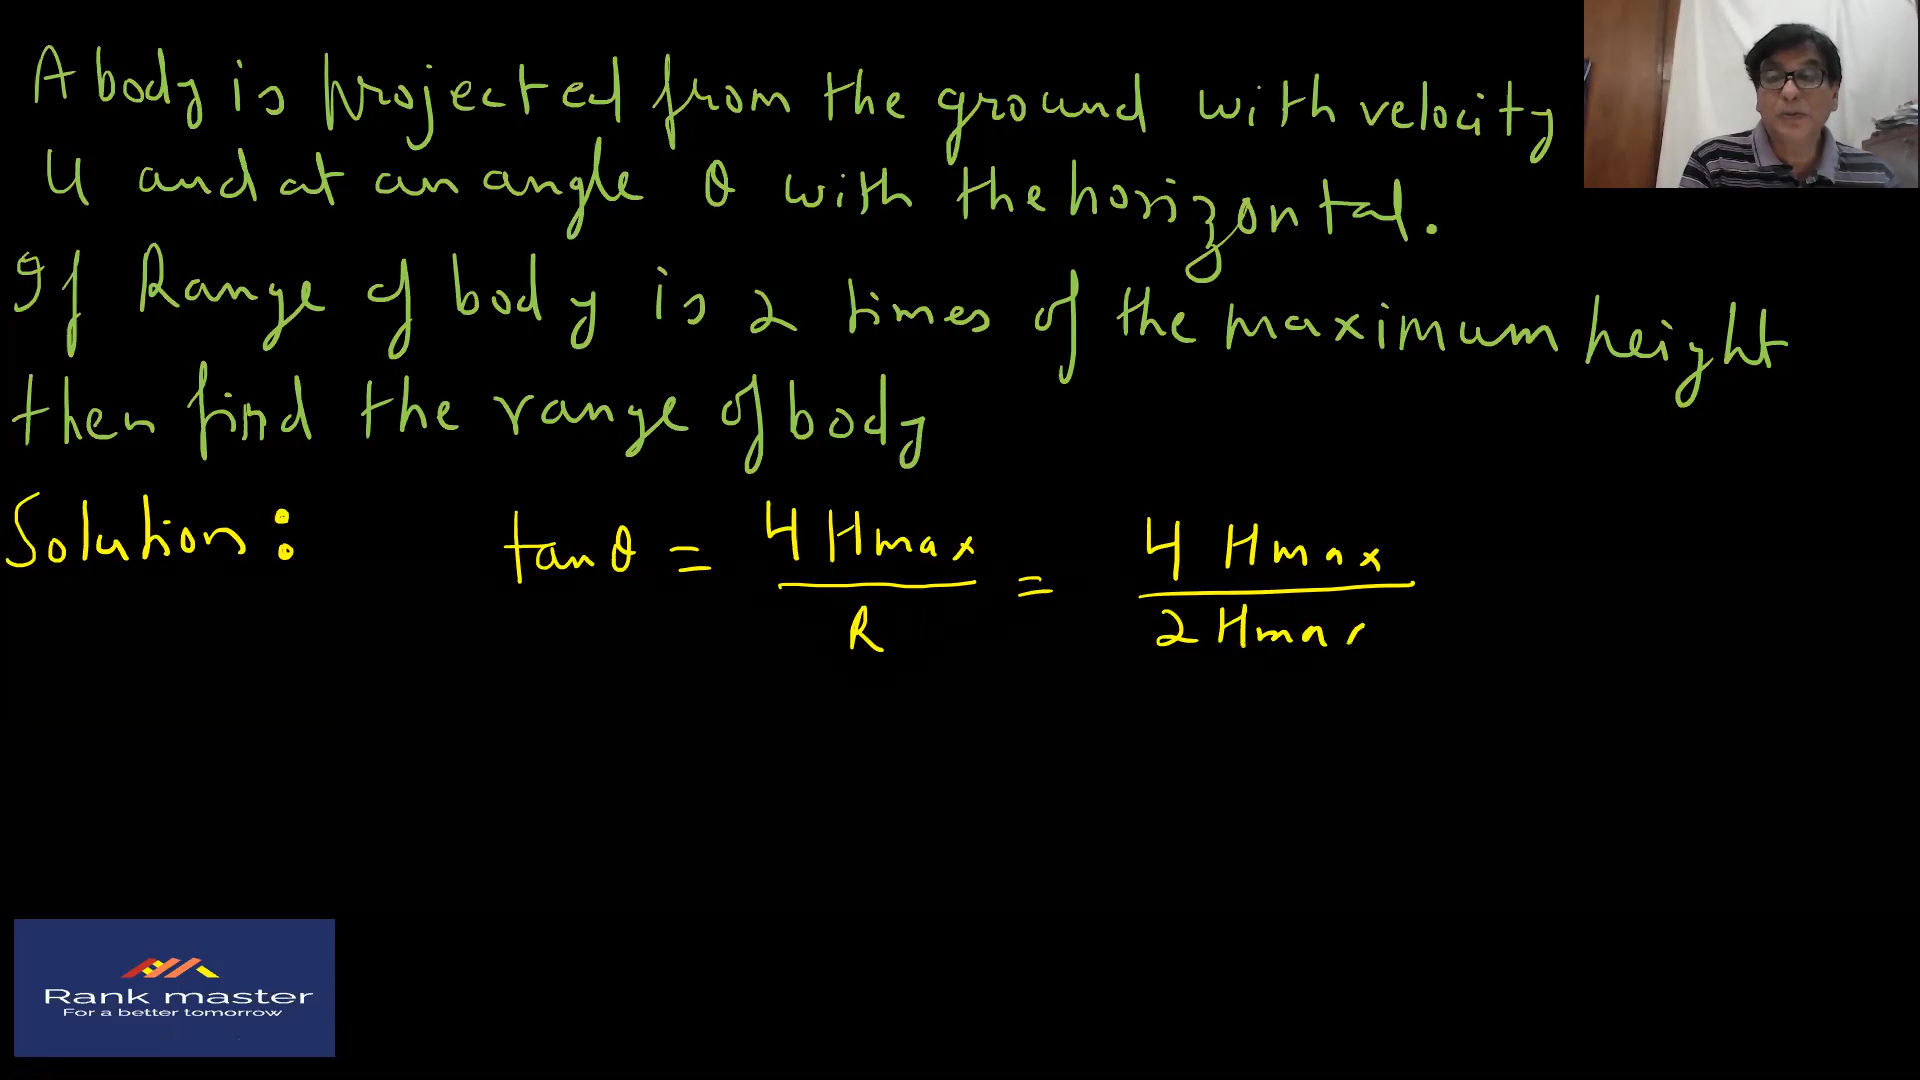 A body is projected from the ground with velocity
u and at an angle θ with the horizontal.
If Range of body is 2 times of the maximum height
then find the range of body
Solution : tan θ = 4 Hmax / R = 4 Hmax / 2 Hmax
Rank master
For a better tomorrow